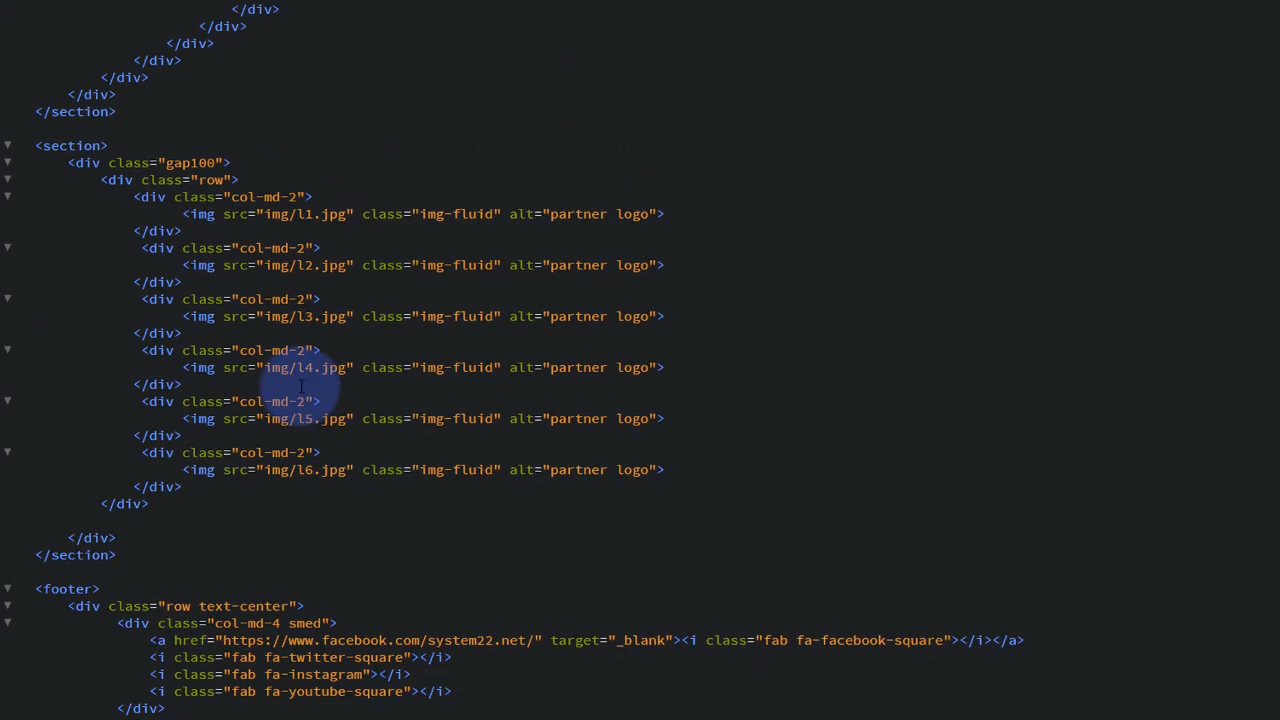 </div>
</div>
</div>
</div>
</div>
</div>
</section>
<section>
<div class="gap100">
<div class="row">
<div class="col-md-2">
<img src="img/l1.jpg" class="img-fluid" alt="partner logo">
</div>
<div class="col-md-2">
<img src="img/l2.jpg" class="img-fluid" alt="partner logo">
</div>
<div class="col-md-2">
<img src="img/l3.jpg" class="img-fluid" alt="partner logo">
</div>
<div class="col-md-2">
<img src="img/l4.jpg" class="img-fluid" alt="partner logo">
</div>
<div class="col-md-2">
<img src="img/l5.jpg" class="img-fluid" alt="partner logo">
</div>
<div class="col-md-2">
<img src="img/l6.jpg" class="img-fluid" alt="partner logo">
</div>
</div>
</div>
</section>
<footer>
<div class="row text-center">
<div class="col-md-4 smed">
<a href="https://www.facebook.com/system22.net/" target="_blank"><i class="fab fa-facebook-square"></i></a>
<i class="fab fa-twitter-square"></i>
<i class="fab fa-instagram"></i>
<i class="fab fa-youtube-square"></i>
</div>